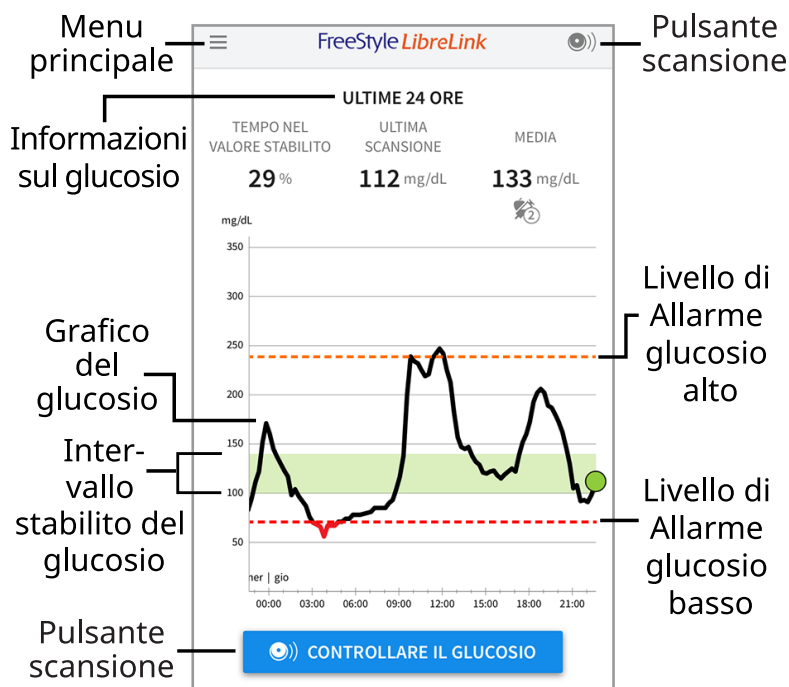 Menu
principale
FreeStyle LibreLink
Pulsante
scansione
ULTIME 24 ORE
Informazioni
sul glucosio
TEMPO NEL
VALORE STABILITO
29 %
ULTIMA
SCANSIONE
112 mg/dL
MEDIA
133 mg/dL
2
mg/dL
350
300
250
200
150
100
50
Livello di
Allarme
glucosio
alto
Grafico
del
glucosio
Inter-
vallo
stabilito del
glucosio
Livello di
Allarme
glucosio
basso
ner | gio
00:00 03:00 06:00 09:00 12:00 15:00 18:00 21:00
Pulsante
scansione
CONTROLLARE IL GLUCOSIO